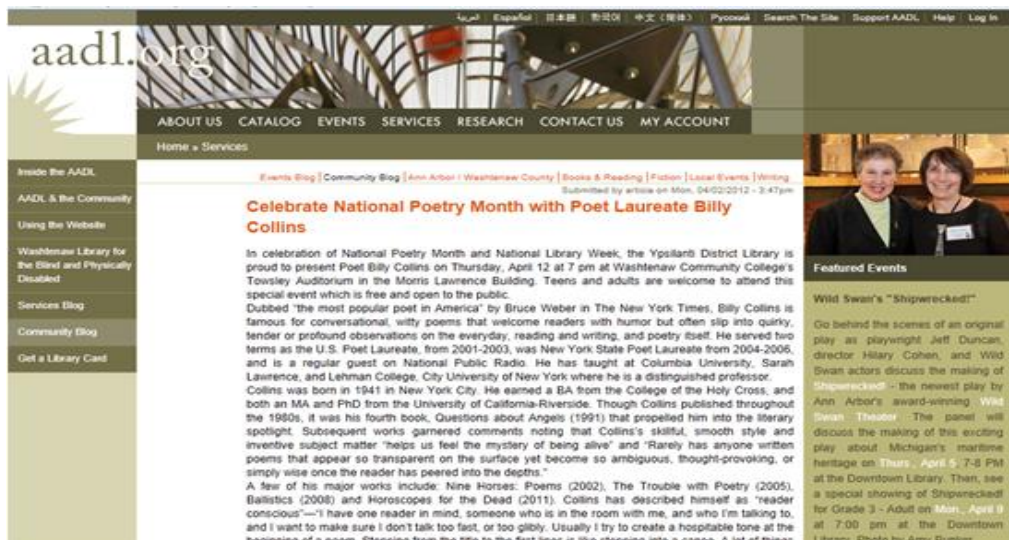 العربية Español 日本語 한국어 中文 (简体) Русский Search The Site Support AADL Help Log In
aadl.org
ABOUT US CATALOG EVENTS SERVICES RESEARCH CONTACT US MY ACCOUNT
Home » Services
Inside the AADL
AADL & the Community
Using the Website
Washtenaw Library for
the Blind and Physically
Disabled
Services Blog
Community Blog
Get a Library Card
Events Blog | Community Blog | Ann Arbor / Washtenaw County | Books & Reading | Fiction | Local Events | Writing
Submitted by article on Mon, 04/02/2012 - 3:47pm
Celebrate National Poetry Month with Poet Laureate Billy
Collins
In celebration of National Poetry Month and National Library Week, the Ypsilanti District Library is
proud to present Poet Billy Collins on Thursday, April 12 at 7 pm at Washtenaw Community College's
Towsley Auditorium in the Morris Lawrence Building. Teens and adults are welcome to attend this
special event which is free and open to the public.
Dubbed "the most popular poet in America" by Bruce Weber in The New York Times, Billy Collins is
famous for conversational, witty poems that welcome readers with humor but often slip into quirky,
tender or profound observations on the everyday, reading and writing, and poetry itself. He served two
terms as the U.S. Poet Laureate, from 2001-2003, was New York State Poet Laureate from 2004-2006,
and is a regular guest on National Public Radio. He has taught at Columbia University, Sarah
Lawrence, and Lehman College, City University of New York where he is a distinguished professor.
Collins was born in 1941 in New York City. He earned a BA from the College of the Holy Cross, and
both an MA and PhD from the University of California-Riverside. Though Collins published throughout
the 1980s, it was his fourth book, Questions about Angels (1991) that propelled him into the literary
spotlight. Subsequent works garnered comments noting that Collins's skillful, smooth style and
inventive subject matter "helps us feel the mystery of being alive" and "Rarely has anyone written
poems that appear so transparent on the surface yet become so ambiguous, thought-provoking, or
simply wise once the reader has peered into the depths."
A few of his major works include: Nine Horses: Poems (2002), The Trouble with Poetry (2005),
Ballistics (2008) and Horoscopes for the Dead (2011). Collins has described himself as "reader
conscious"—"I have one reader in mind, someone who is in the room with me, and who I'm talking to,
and I want to make sure I don't talk too fast, or too glibly. Usually I try to create a hospitable tone at the
beginning of a poem. Stepping from the title to the first lines is like stepping into a canoe. A lot of things
Featured Events
Wild Swan's "Shipwrecked!"
Go behind the scenes of an original
play as playwright Jeff Duncan,
director Hilary Cohen, and Wild
Swan actors discuss the making of
Shipwrecked! - the newest play by
Ann Arbor's award-winning Wild
Swan Theater. The panel will
discuss the making of this exciting
play about Michigan's maritime
heritage on Thurs., April 5, 7-8 PM
at the Downtown Library. Then, see
a special showing of Shipwrecked!
for Grade 3 - Adult on Mon., April 9
at 7:00 pm at the Downtown
Library. Photo by Amy